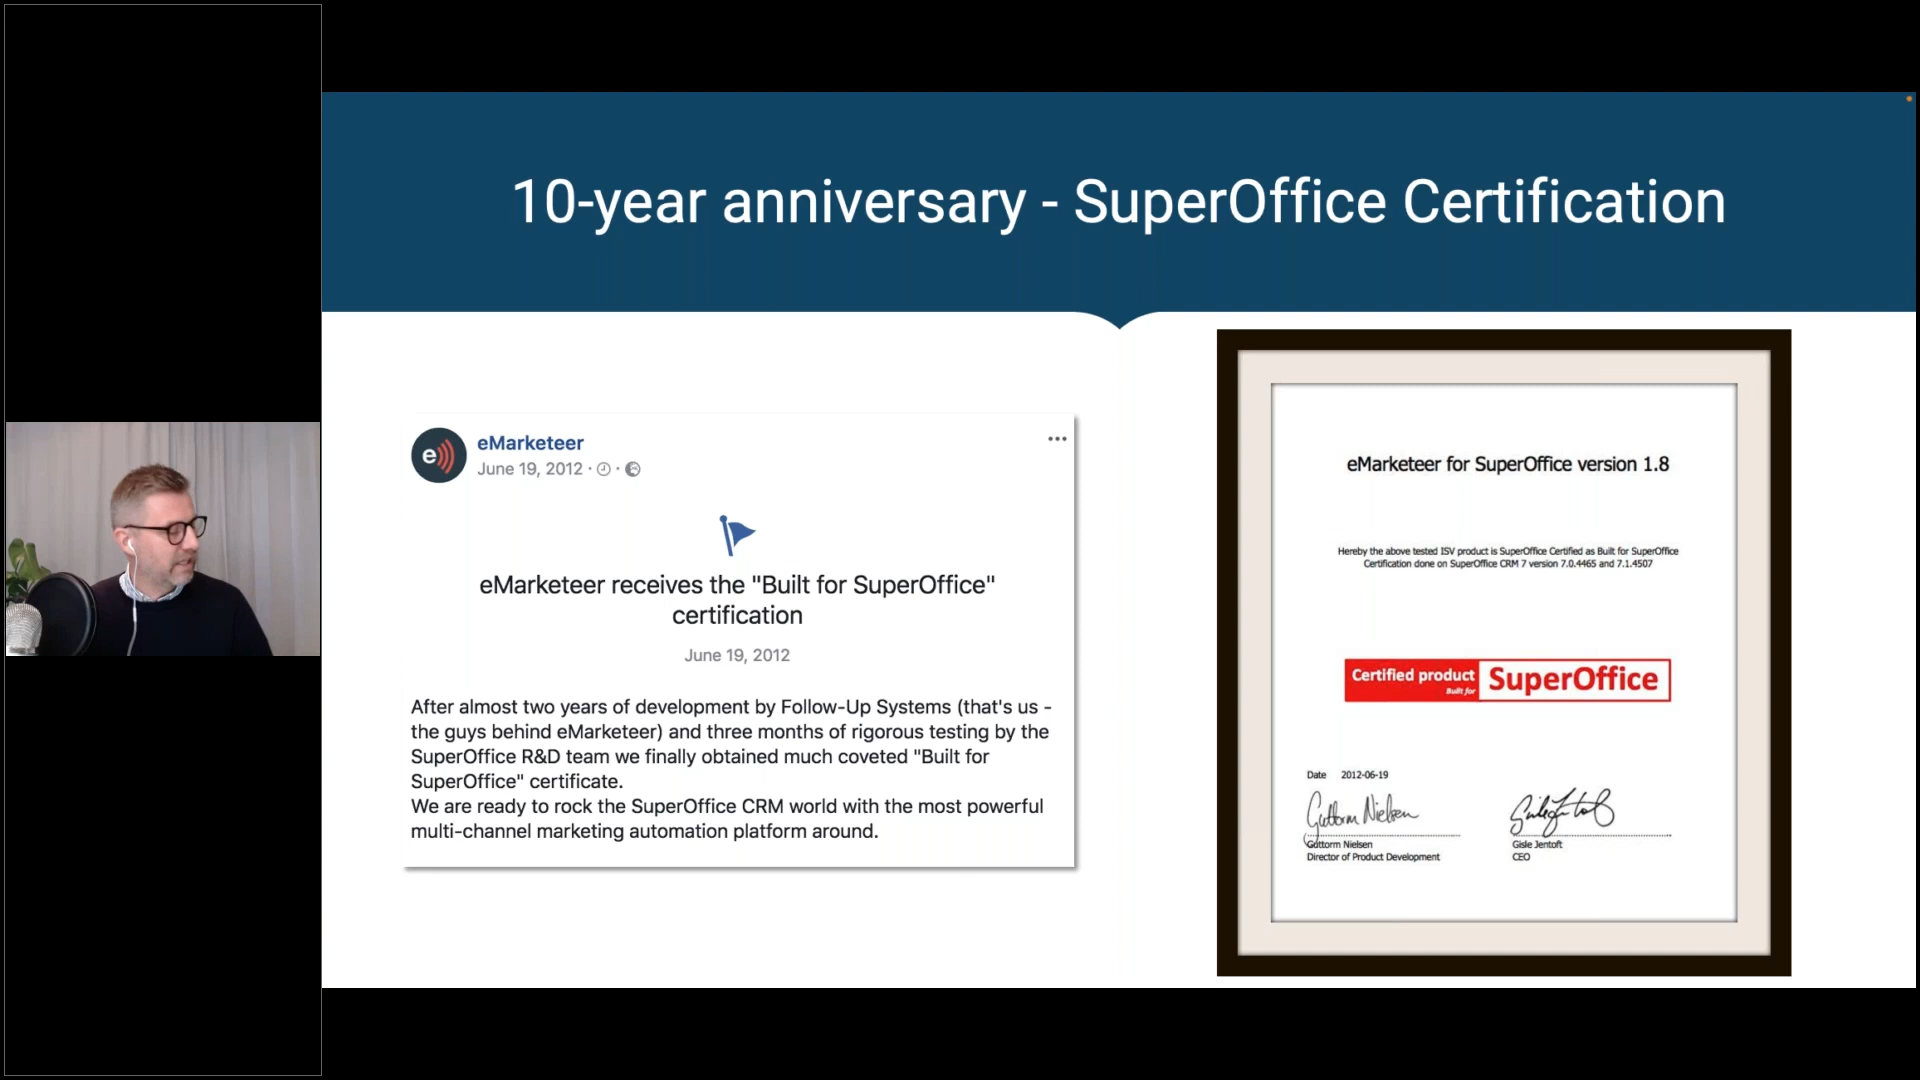 10-year anniversary - SuperOffice Certification
e
eMarketeer
June 19, 2012
eMarketeer receives the "Built for SuperOffice"
certification
June 19, 2012
After almost two years of development by Follow-Up Systems (that's us -
the guys behind eMarketeer) and three months of rigorous testing by the
SuperOffice R&D team we finally obtained much coveted "Built for
SuperOffice" certificate.
We are ready to rock the SuperOffice CRM world with the most powerful
multi-channel marketing automation platform around.
eMarketeer for SuperOffice version 1.8
Hereby the above tested ISV product is SuperOffice Certified as Built for SuperOffice
Certification done on SuperOffice CRM 7 version 7.0.4465 and 7.1.4507
Certified product
Built for
SuperOffice
Date 2012-06-19
Guttorm Nielsen
Guttorm Nielsen
Director of Product Development
Gisle Jentoft
CEO